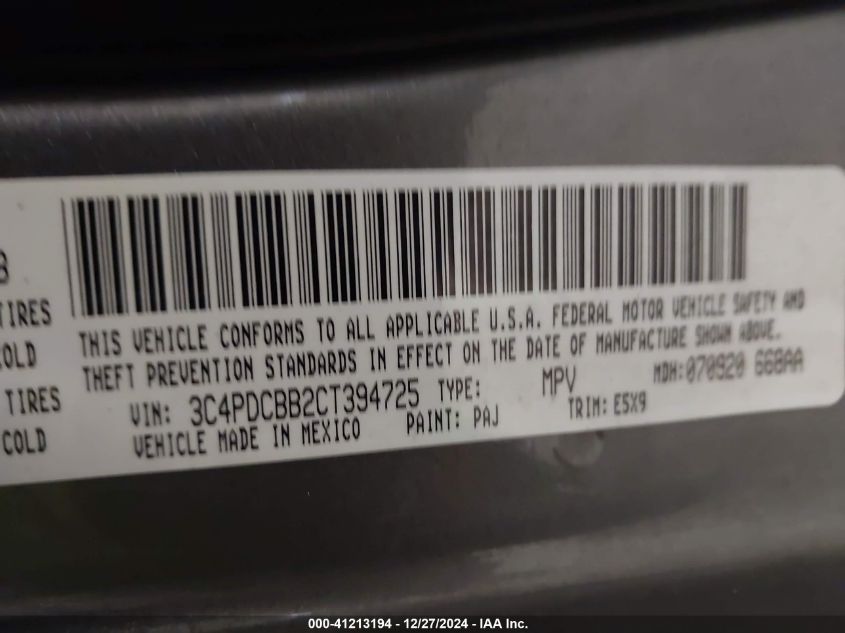 B
TIRES
COLD
TIRES
COLD
THIS VEHICLE CONFORMS TO ALL APPLICABLE U.S.A. FEDERAL MOTOR VEHICLE SAFETY AND
THEFT PREVENTION STANDARDS IN EFFECT ON THE DATE OF MANUFACTURE SHOWN ABOVE.
VIN: 3C4PDCBB2CT394725 TYPE: MPV MDH:070920 668AA
VEHICLE MADE IN MEXICO PAINT: PAJ TRIM: E5X9
000-41213194 - 12/27/2024 - IAA Inc.